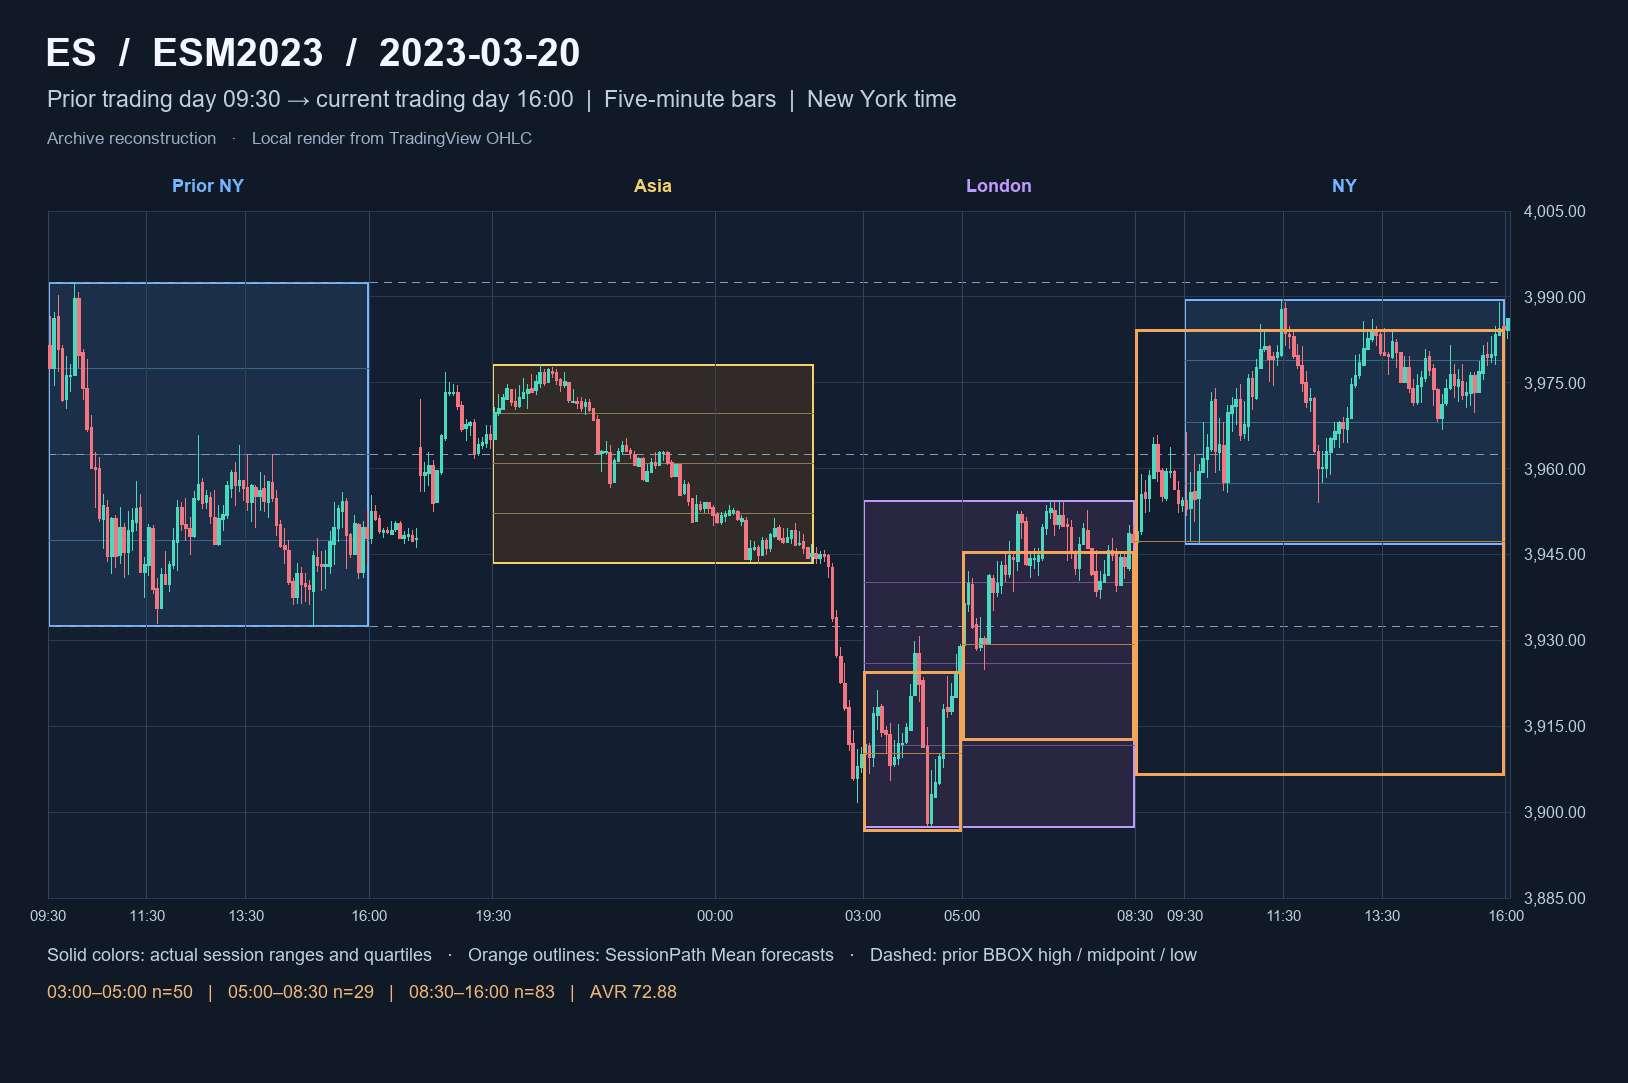 ES / ESM2023 / 2023-03-20
Prior trading day 09:30 → current trading day 16:00 | Five-minute bars | New York time
Archive reconstruction · Local render from TradingView OHLC
Prior NY Asia London NY
4,005.00
3,990.00
3,975.00
3,960.00
3,945.00
3,930.00
3,915.00
3,900.00
3,885.00
09:30 11:30 13:30 16:00 19:30 00:00 03:00 05:00 08:30 09:30 11:30 13:30 16:00
Solid colors: actual session ranges and quartiles · Orange outlines: SessionPath Mean forecasts · Dashed: prior BBOX high / midpoint / low
03:00–05:00 n=50 | 05:00–08:30 n=29 | 08:30–16:00 n=83 | AVR 72.88